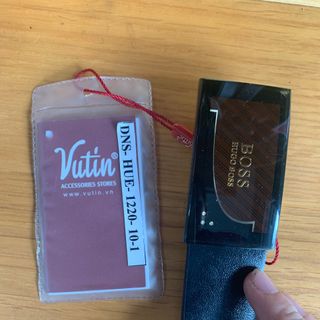 Vutin®
ACCESSORIES STORES
www.vutin.vn
DNS- HUE- 1220- 10-1
BOSS
HUGO BOSS